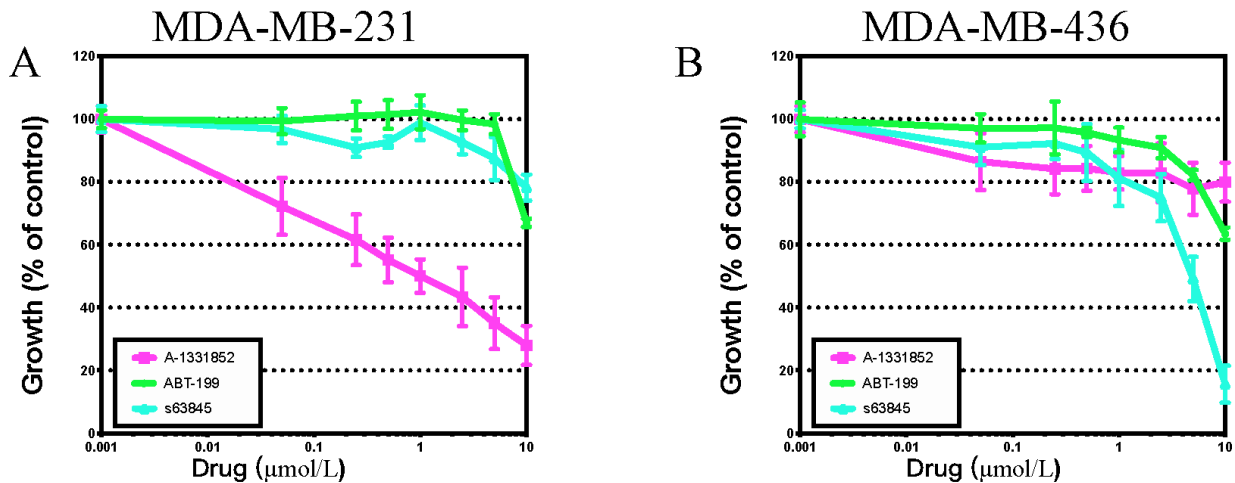 MDA-MB-231
A
120
100
80
60
40
20
0
Growth (% of control)
A-1331852
ABT-199
s63845
0.001
0.01
0.1
1
10
Drug (μmol/L)
MDA-MB-436
B
120
100
80
60
40
20
0
Growth (% of control)
A-1331852
ABT-199
s63845
0.001
0.01
0.1
1
10
Drug (μmol/L)